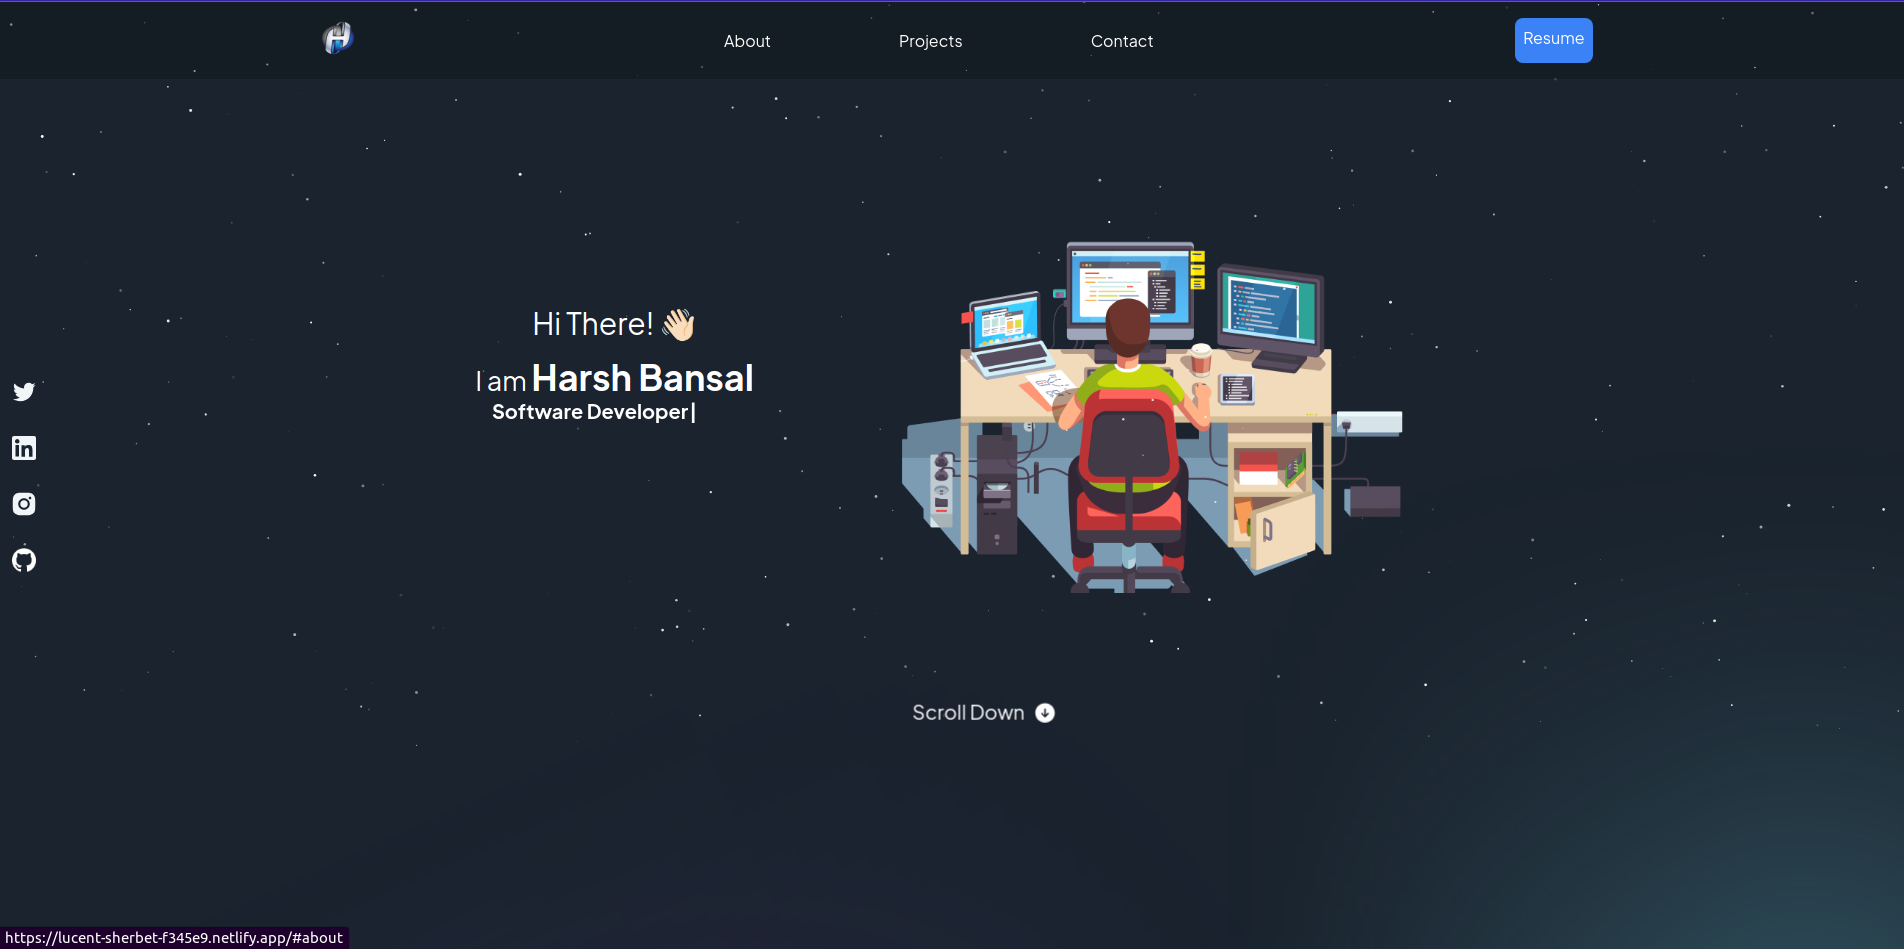 H
About
Projects
Contact
Resume
Hi There! 👋🏻
I am Harsh Bansal
Software Developer|
Scroll Down
https://lucent-sherbet-f345e9.netlify.app/#about